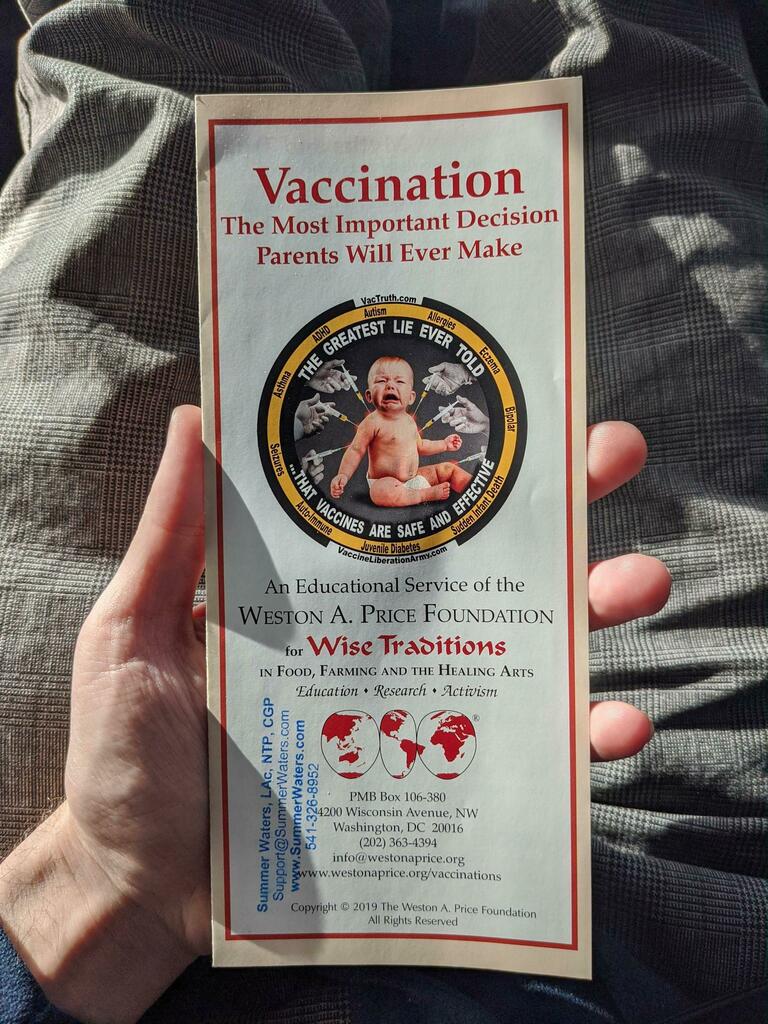 Vaccination
The Most Important Decision
Parents Will Ever Make
VacTruth.com
Autism
ADHD
Allergies
Asthma
Eczema
Seizures
Bipolar
Auto-Immune
Sudden Infant Death
Juvenile Diabetes
THE GREATEST LIE EVER TOLD
...THAT VACCINES ARE SAFE AND EFFECTIVE
VaccineLiberationArmy.com
An Educational Service of the
WESTON A. PRICE FOUNDATION
for Wise Traditions
IN FOOD, FARMING AND THE HEALING ARTS
Education • Research • Activism
®
PMB Box 106-380
4200 Wisconsin Avenue, NW
Washington, DC 20016
(202) 363-4394
info@westonaprice.org
www.westonaprice.org/vaccinations
Copyright © 2019 The Weston A. Price Foundation
All Rights Reserved
Summer Waters, LAc, NTP, CGP
Support@SummerWaters.com
www.SummerWaters.com
541-326-8952